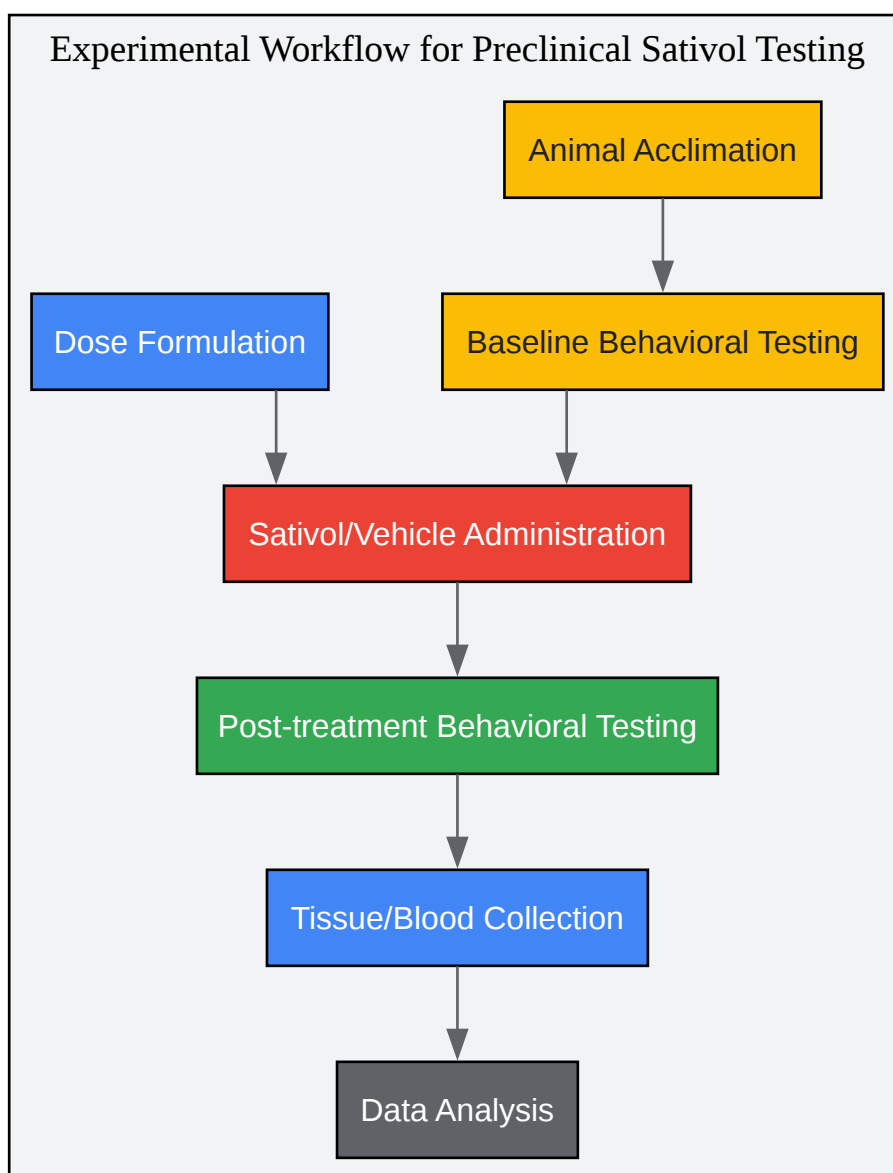 Experimental Workflow for Preclinical Sativol Testing
Animal Acclimation
Dose Formulation
Baseline Behavioral Testing
Sativol/Vehicle Administration
Post-treatment Behavioral Testing
Tissue/Blood Collection
Data Analysis